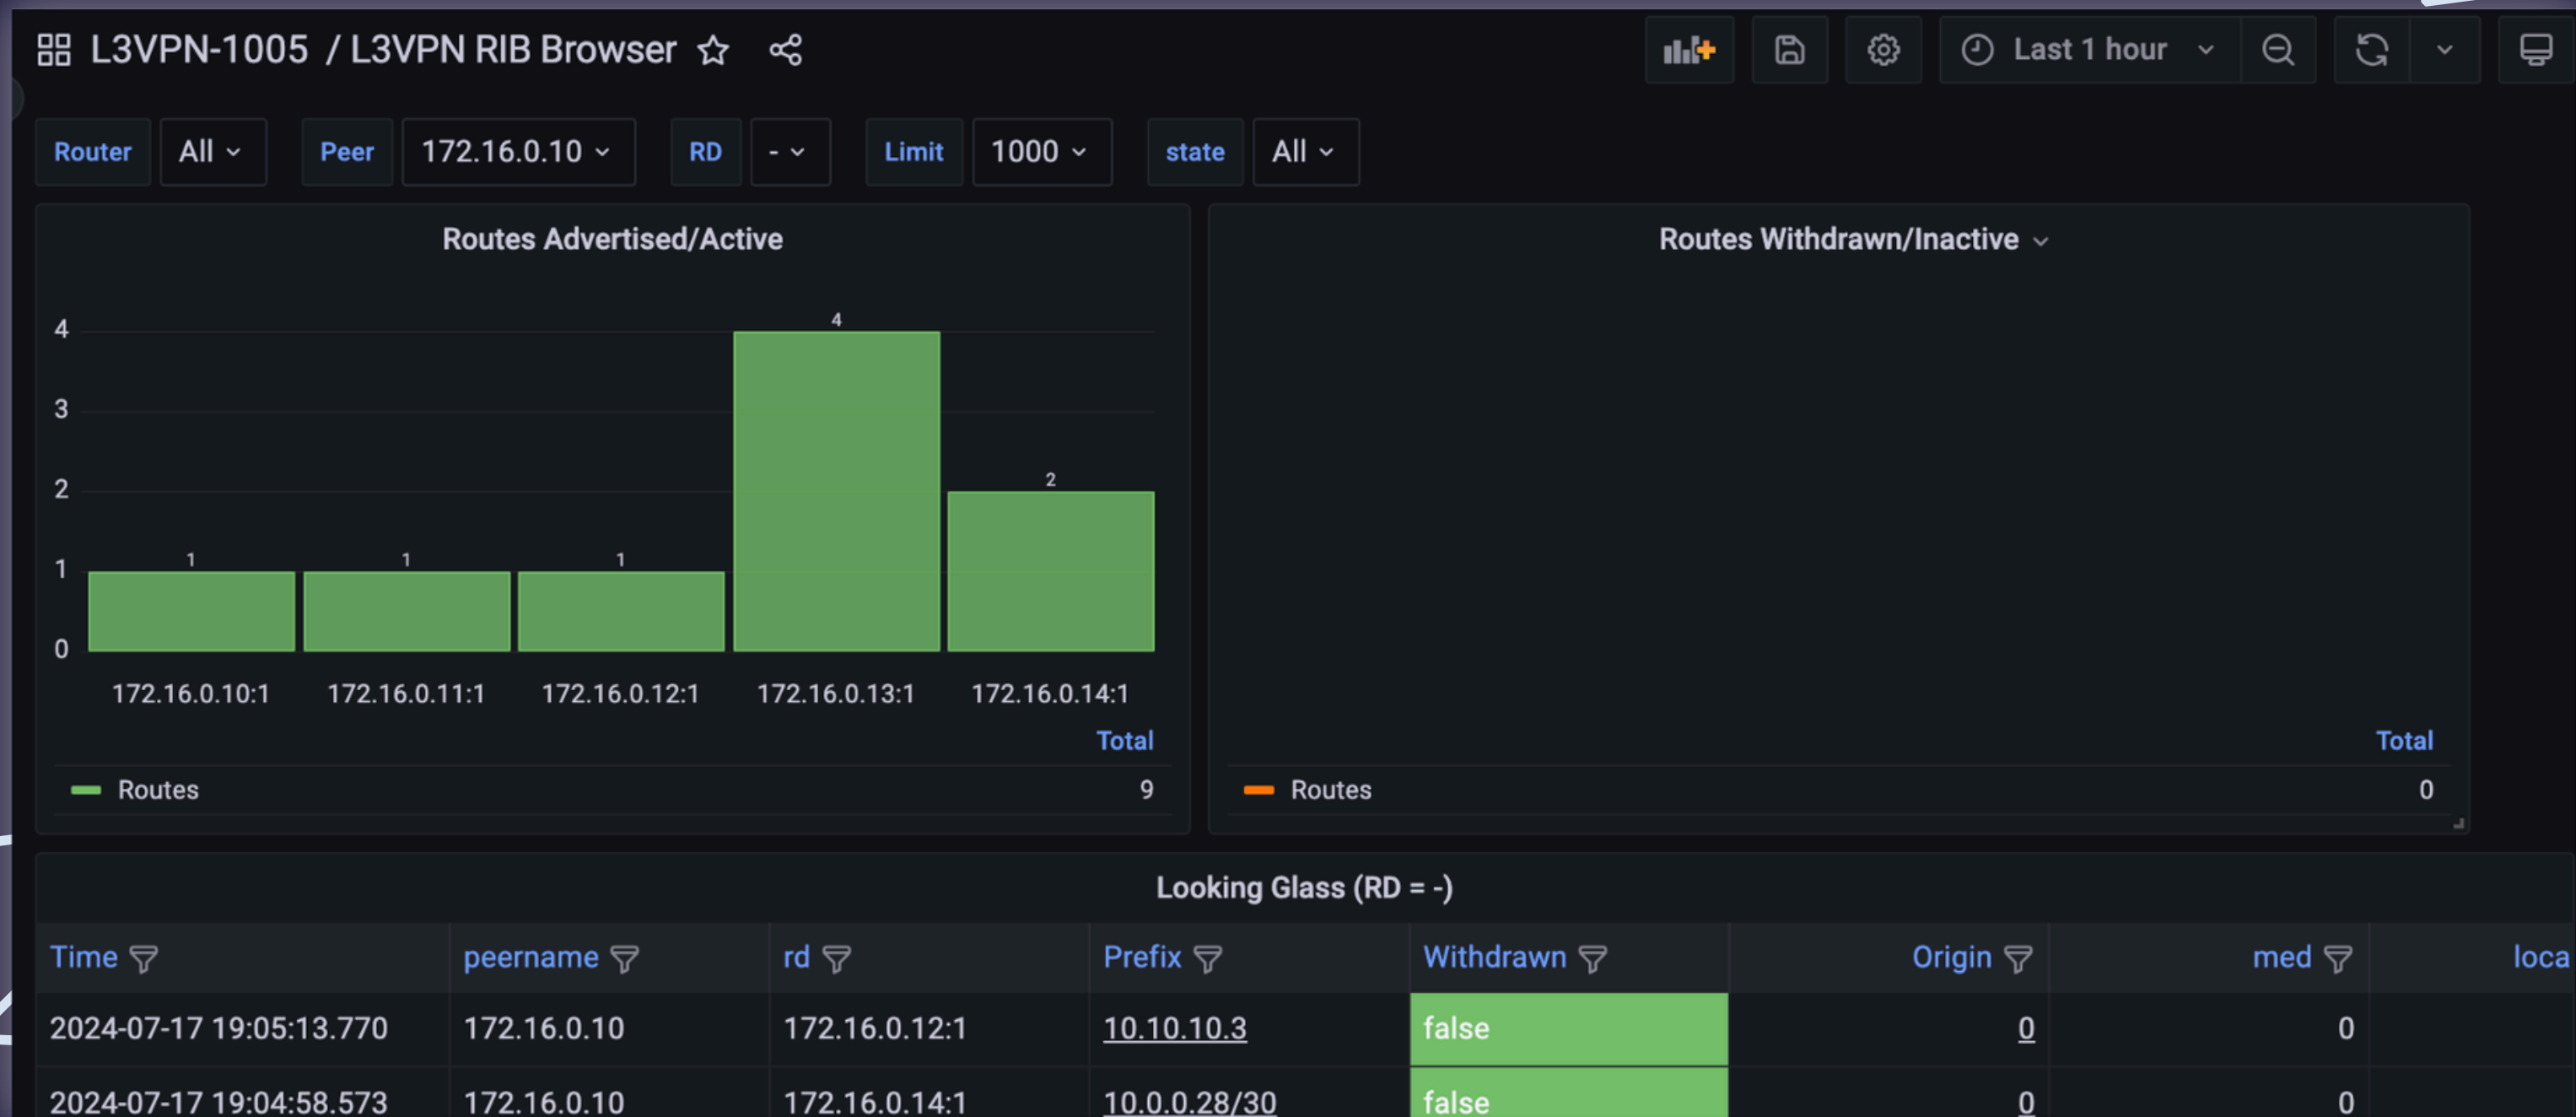 L3VPN-1005 / L3VPN RIB Browser
Last 1 hour
Router All Peer 172.16.0.10 RD - Limit 1000 state All
Routes Advertised/Active
4
3
2
1
0
1
1
1
4
2
172.16.0.10:1 172.16.0.11:1 172.16.0.12:1 172.16.0.13:1 172.16.0.14:1
Total
Routes 9
Routes Withdrawn/Inactive
Total
Routes 0
Looking Glass (RD = -)
Time peername rd Prefix Withdrawn Origin med loca
2024-07-17 19:05:13.770 172.16.0.10 172.16.0.12:1 10.10.10.3 false 0 0
2024-07-17 19:04:58.573 172.16.0.10 172.16.0.14:1 10.0.0.28/30 false 0 0